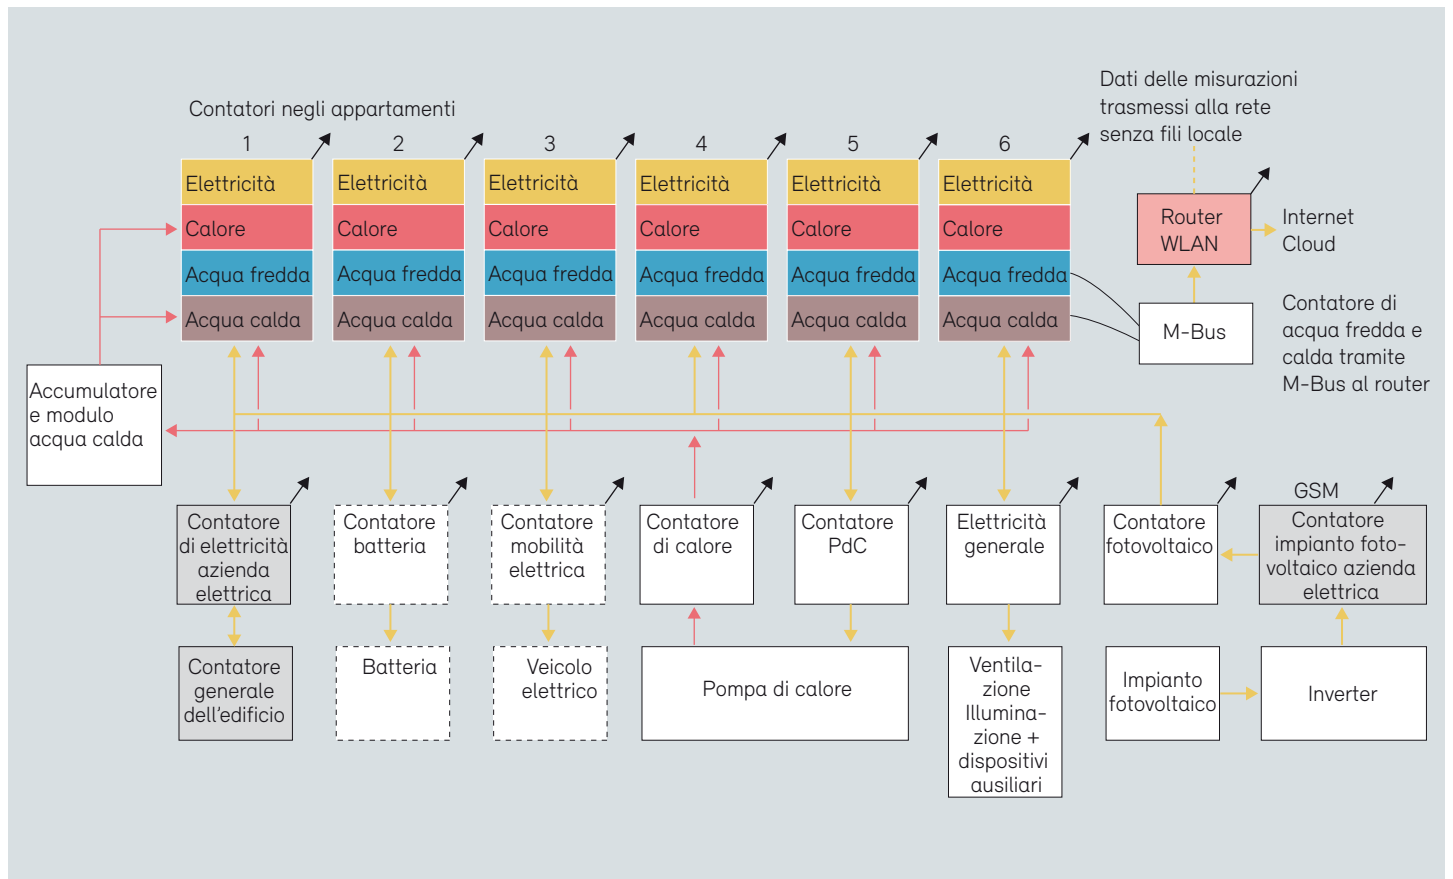 Contatori negli appartamenti
1
2
3
4
5
6
Elettricità
Calore
Acqua fredda
Acqua calda
Elettricità
Calore
Acqua fredda
Acqua calda
Elettricità
Calore
Acqua fredda
Acqua calda
Elettricità
Calore
Acqua fredda
Acqua calda
Elettricità
Calore
Acqua fredda
Acqua calda
Elettricità
Calore
Acqua fredda
Acqua calda
Dati delle misurazioni
trasmessi alla rete
senza fili locale
Router
WLAN
Internet
Cloud
M-Bus
Contatore di
acqua fredda e
calda tramite
M-Bus al router
Accumulatore
e modulo
acqua calda
Contatore
di elettricità
azienda
elettrica
Contatore
batteria
Contatore
mobilità
elettrica
Contatore
di calore
Contatore
PdC
Elettricità
generale
Contatore
fotovoltaico
GSM
Contatore
impianto foto-
voltaico azienda
elettrica
Contatore
generale
dell'edificio
Batteria
Veicolo
elettrico
Pompa di calore
Ventila-
zione
Illumina-
zione +
dispositivi
ausiliari
Impianto
fotovoltaico
Inverter